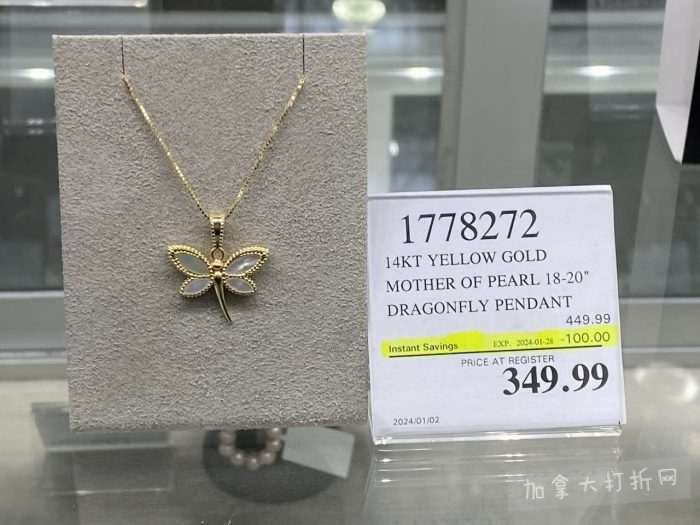 1778272
14KT YELLOW GOLD
MOTHER OF PEARL 18-20"
DRAGONFLY PENDANT
449.99
Instant Savings EXP. 2024-01-28 -100.00
PRICE AT REGISTER
349.99
2024/01/02
加拿大打折网